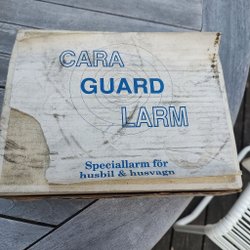 CARA
GUARD
LARM
Speciallarm för
husbil & husvagn